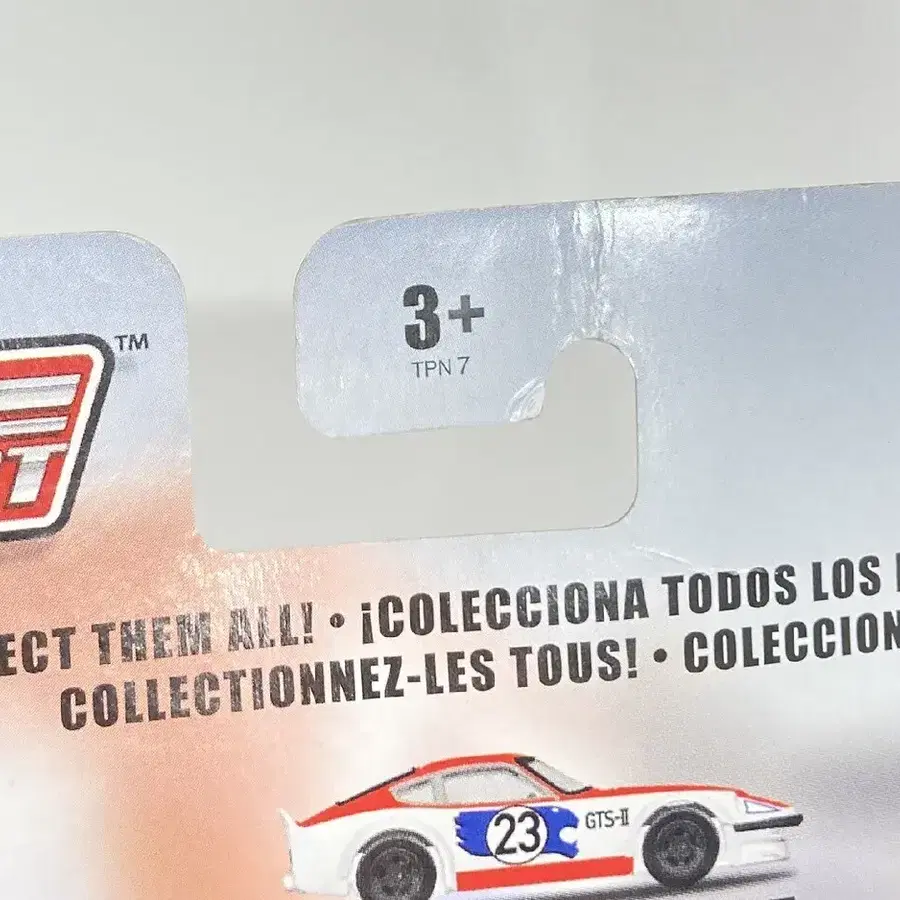 3+
TPN 7
TM
ECT THEM ALL! • ¡COLECCIONA TODOS LOS
COLLECTIONNEZ-LES TOUS! • COLECCION
23
GTS-II